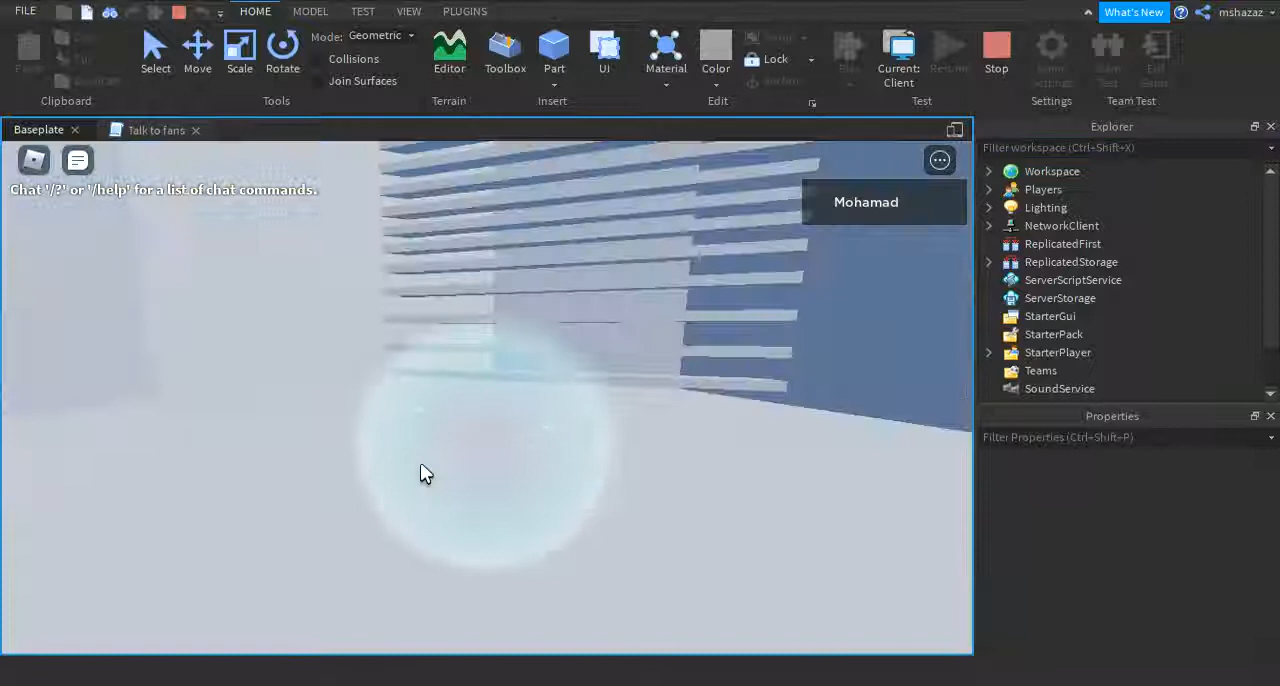 FILE HOME MODEL TEST VIEW PLUGINS What's New mshazaz
Mode: Geometric
Collisions
Join Surfaces
Select Move Scale Rotate Editor Toolbox Part UI Material Color Lock Current: Client Stop
Clipboard Tools Terrain Insert Edit Test Settings Team Test
Baseplate Talk to fans
Chat '/?' or '/help' for a list of chat commands.
Mohamad
Explorer
Filter workspace (Ctrl+Shift+X)
Workspace
Players
Lighting
NetworkClient
ReplicatedFirst
ReplicatedStorage
ServerScriptService
ServerStorage
StarterGui
StarterPack
StarterPlayer
Teams
SoundService
Properties
Filter Properties (Ctrl+Shift+P)